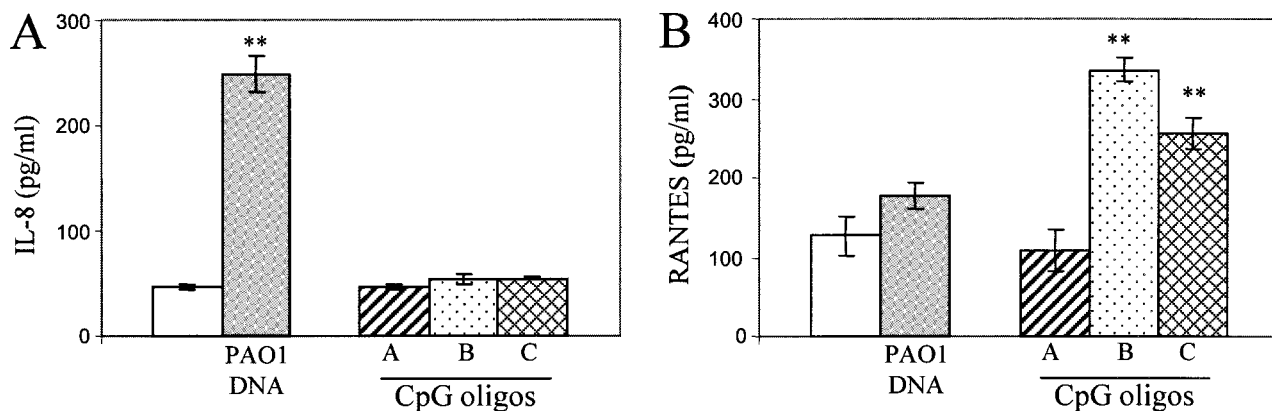 A
IL-8 (pg/ml)
300
200
100
0
**
PAO1
DNA
A B C
CpG oligos
B
RANTES (pg/ml)
400
300
200
100
0
**
**
PAO1
DNA
A B C
CpG oligos